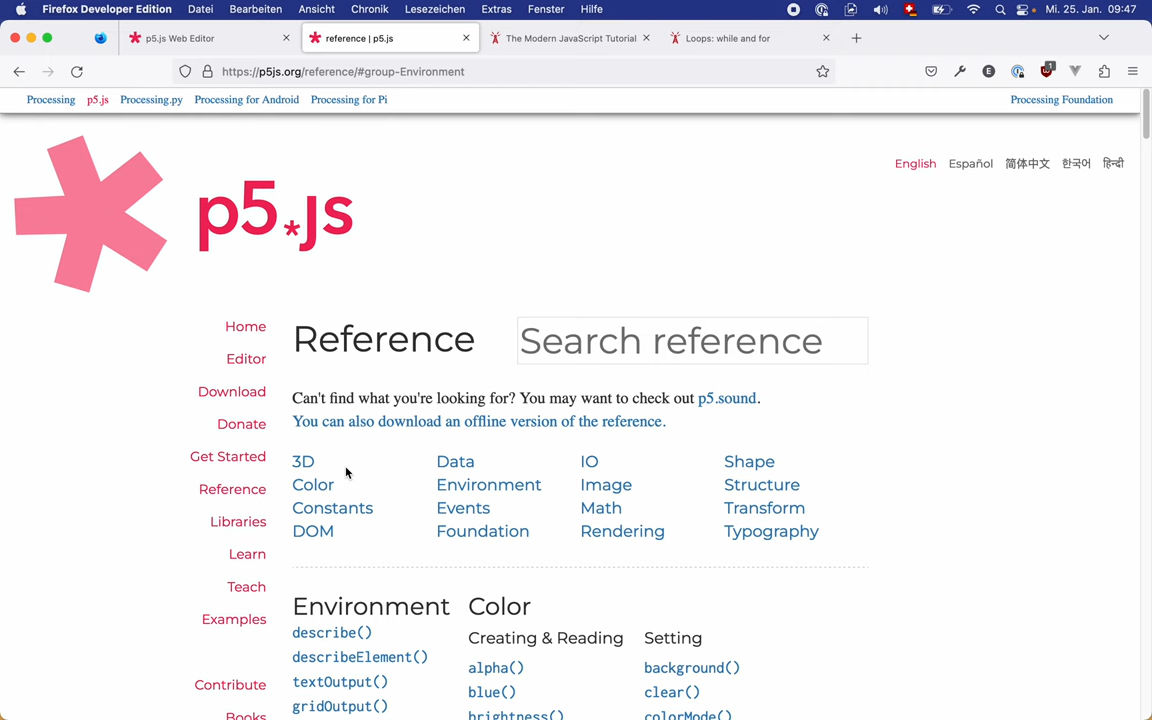 Firefox Developer Edition Datei Bearbeiten Ansicht Chronik Lesezeichen Extras Fenster Hilfe Mi. 25. Jan. 09:47
p5.js Web Editor reference | p5.js The Modern JavaScript Tutorial Loops: while and for
https://p5js.org/reference/#group-Environment E 1
Processing p5.js Processing.py Processing for Android Processing for Pi Processing Foundation
English Español 简体中文 한국어 हिन्दी
p5*js
Home
Editor
Download
Donate
Get Started
Reference
Libraries
Learn
Teach
Examples
Contribute
Books
Reference Search reference
Can't find what you're looking for? You may want to check out p5.sound.
You can also download an offline version of the reference.
3D Data IO Shape
Color Environment Image Structure
Constants Events Math Transform
DOM Foundation Rendering Typography
Environment Color
describe() Creating & Reading Setting
describeElement() alpha() background()
textOutput() blue() clear()
gridOutput() brightness() colorMode()